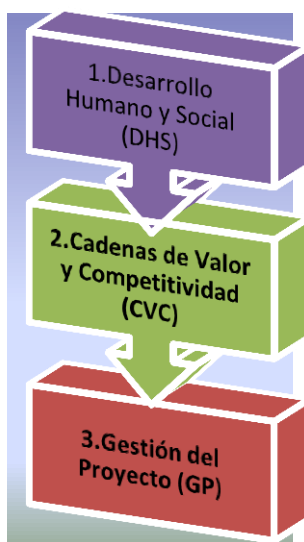 1.Desarrollo
Humano y Social
(DHS)
2.Cadenas de Valor
y Competitividad
(CVC)
3.Gestión del
Proyecto (GP)